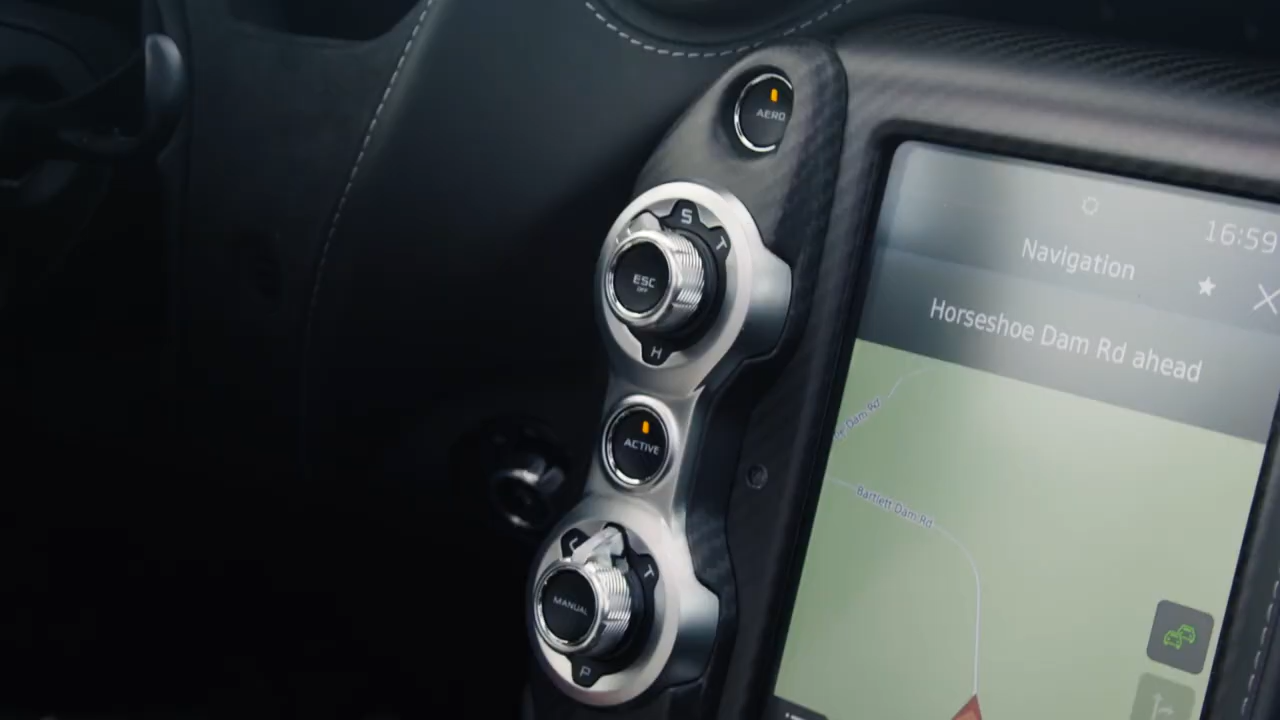 AERO
S
T
ESC
OFF
H
ACTIVE
C
T
MANUAL
P
16:59
Navigation
Horseshoe Dam Rd ahead
Dam Rd
Bartlett Dam Rd